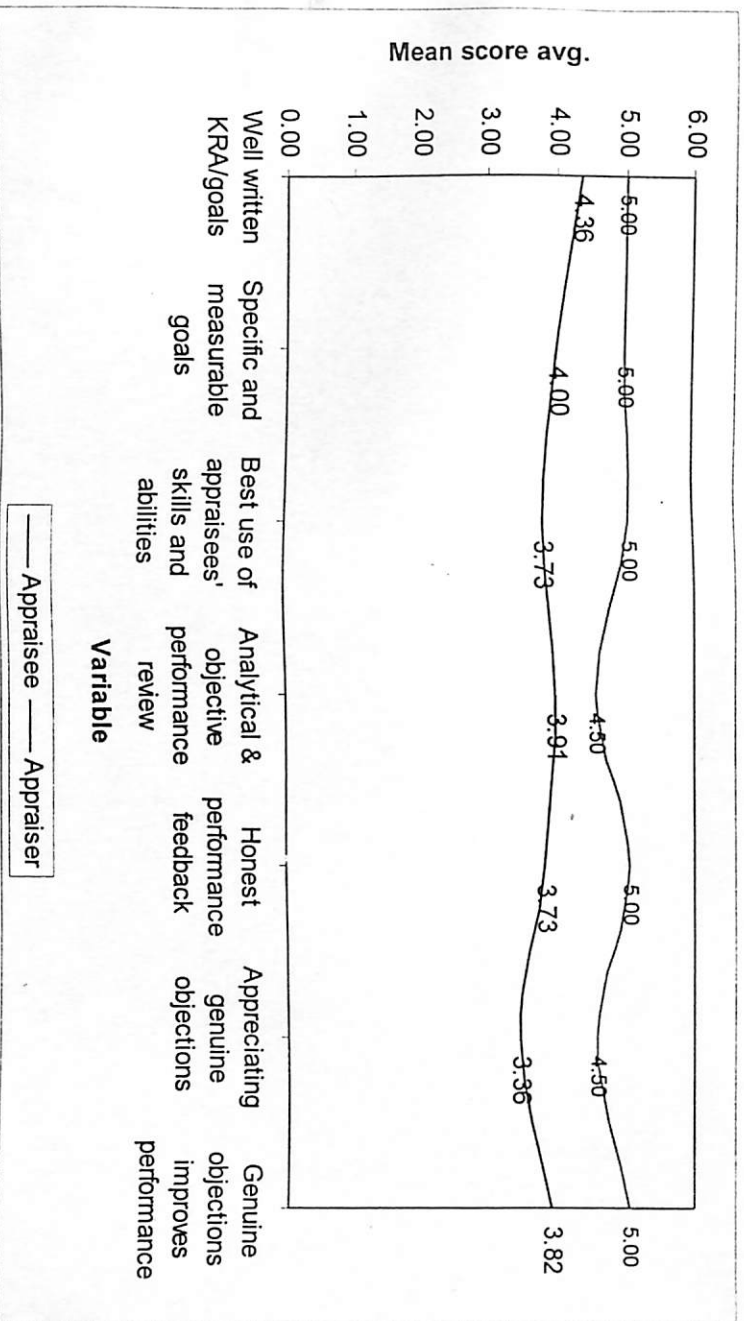 Mean score avg.
6.00
5.00
4.00
3.00
2.00
1.00
0.00
5.00
5.00
5.00
4.50
5.00
4.50
5.00
4.36
4.00
3.73
3.91
3.73
3.36
3.82
Well written
KRA/goals
Specific and
measurable
goals
Best use of
appraisees'
skills and
abilities
Analytical &
objective
performance
review
Honest
performance
feedback
Appreciating
genuine
objections
Genuine
objections
improves
performance
Variable
Appraisee Appraiser